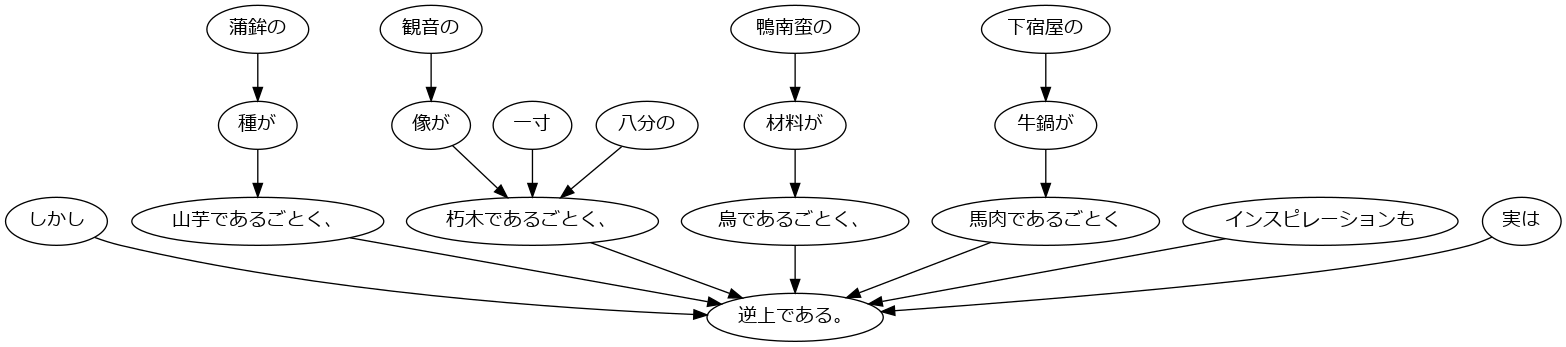 蒲鉾の 観音の 鴨南蛮の 下宿屋の
種が 像が 一寸 八分の 材料が 牛鍋が
しかし 山芋であるごとく、 朽木であるごとく、 烏であるごとく、 馬肉であるごとく インスピレーションも 実は
逆上である。